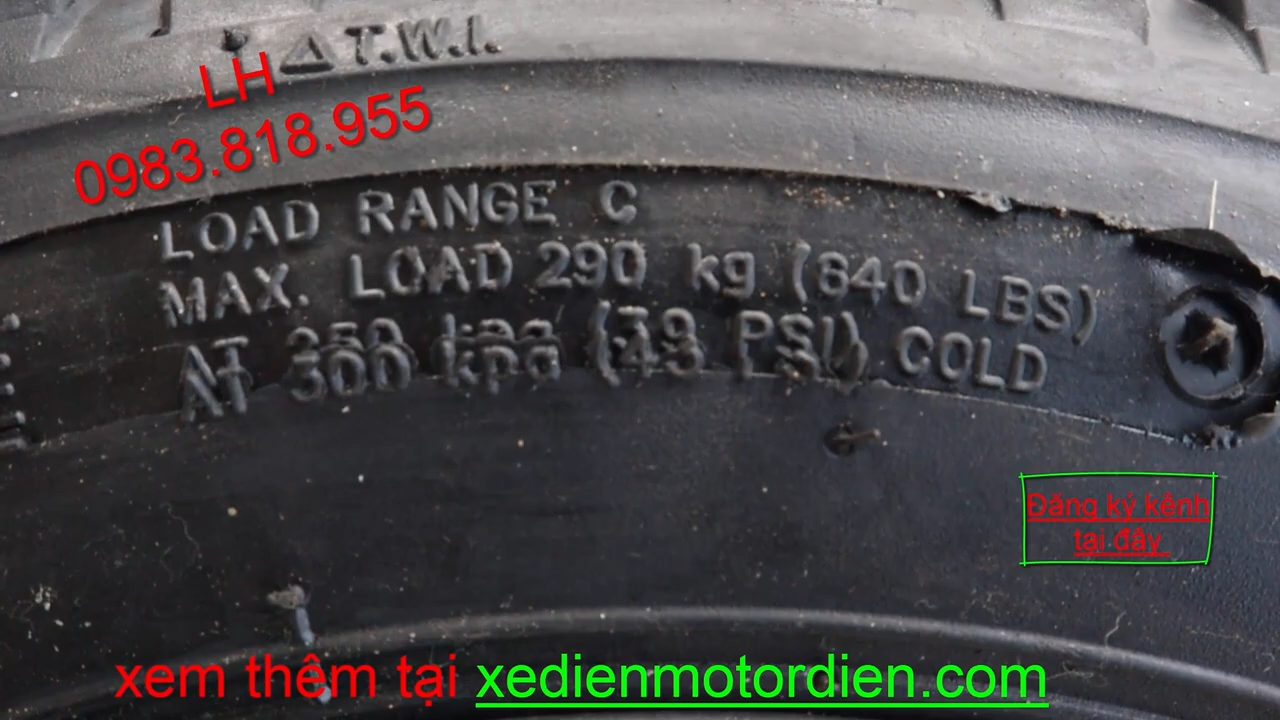 △ T.W.I.
LH
0983.818.955
LOAD RANGE C
MAX. LOAD 290 kg (640 LBS)
AT COLD
Đăng ký kênh
tại đây
xem thêm tại xedienmotordien.com